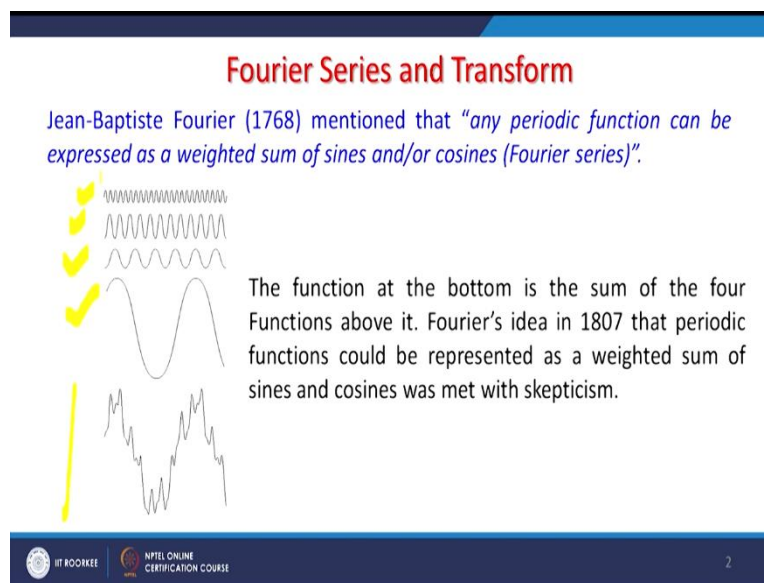 Fourier Series and Transform
Jean-Baptiste Fourier (1768) mentioned that “any periodic function can be
expressed as a weighted sum of sines and/or cosines (Fourier series)”.
The function at the bottom is the sum of the four
Functions above it. Fourier’s idea in 1807 that periodic
functions could be represented as a weighted sum of
sines and cosines was met with skepticism.
IIT ROORKEE
NPTEL ONLINE
CERTIFICATION COURSE
2